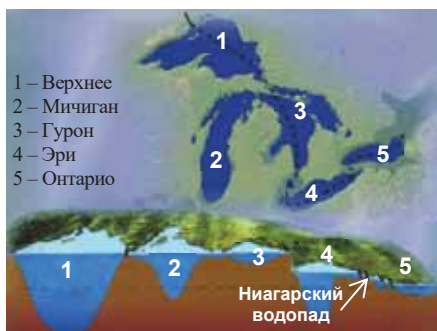 1
1 – Верхнее
2 – Мичиган
3 – Гурон
4 – Эри
5 – Онтарио
3
2
5
4
1
2
3
4
5
Ниагарский
водопад